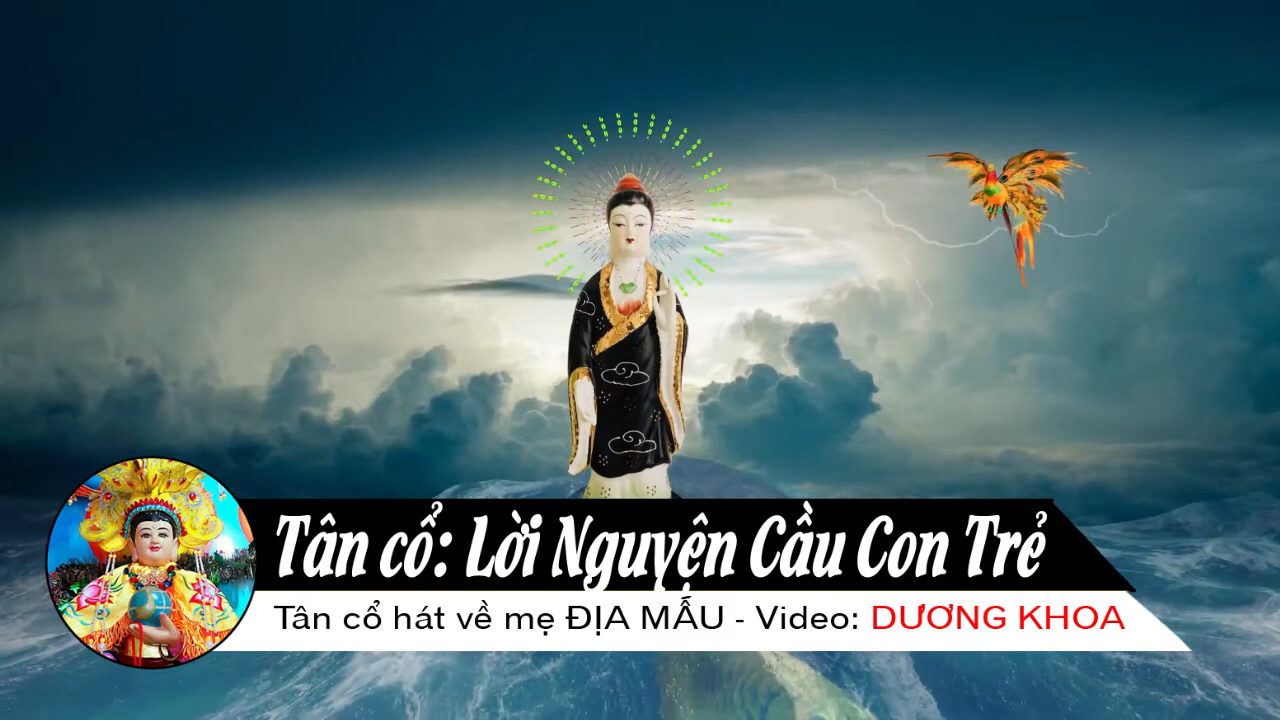 Tân cổ: Lời Nguyện Cầu Con Trẻ
Tân cổ hát về mẹ ĐỊA MẪU - Video: DƯƠNG KHOA